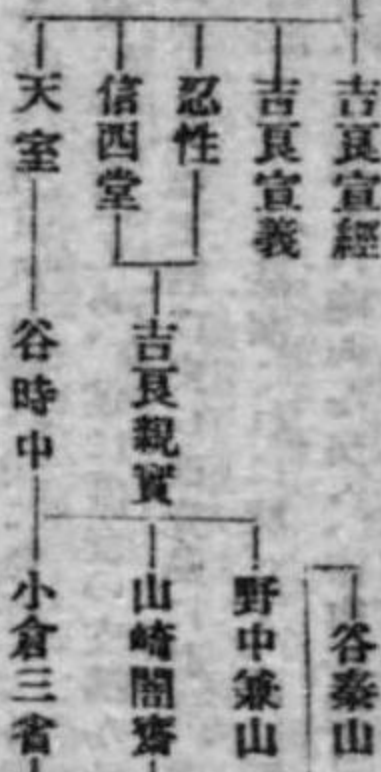 吉良宣經
吉良宣義
忍性
信西堂
天室
吉良親實
谷時中
谷泰山
野中兼山
山崎闇齋
小倉三省